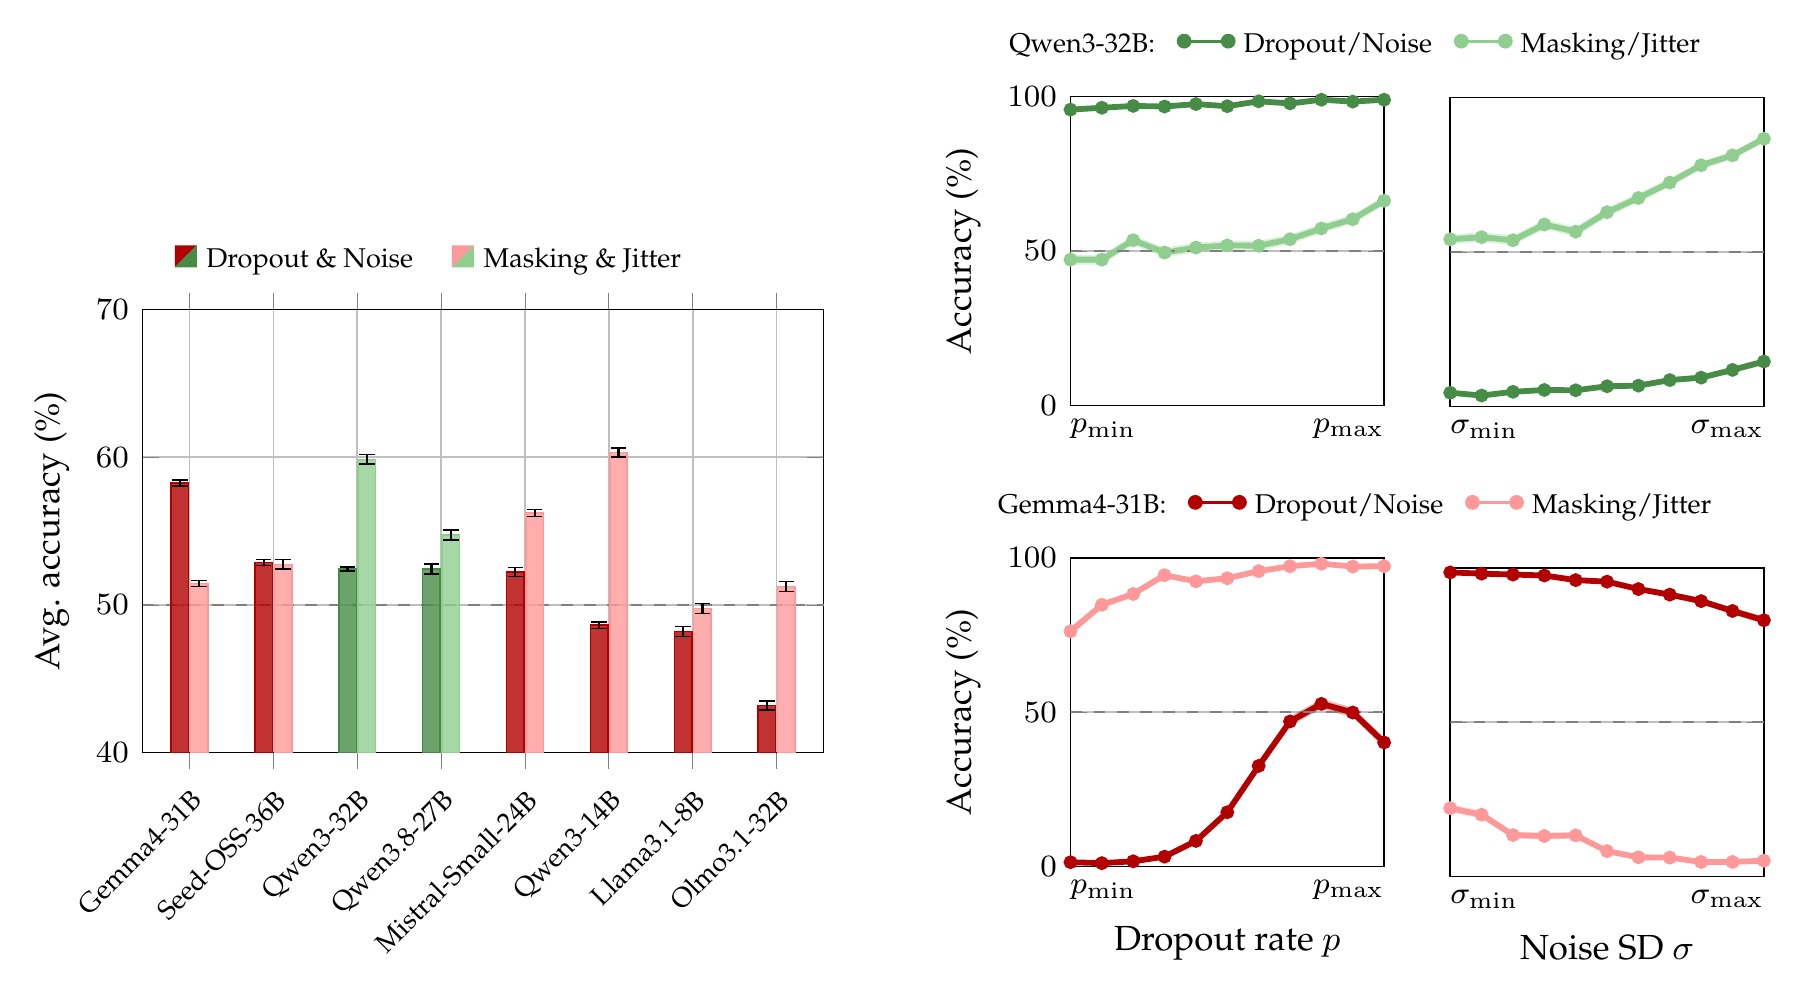 Dropout & Noise Masking & Jitter
Avg. accuracy (%)
70
60
50
40
Gemma4-31B
Seed-OSS-36B
Qwen3-32B
Qwen3.8-27B
Mistral-Small-24B
Qwen3-14B
Llama3.1-8B
Olmo3.1-32B
Qwen3-32B: Dropout/Noise Masking/Jitter
Accuracy (%)
100
50
0
p_min p_max
σ_min σ_max
Gemma4-31B: Dropout/Noise Masking/Jitter
Accuracy (%)
100
50
0
p_min p_max
σ_min σ_max
Dropout rate p
Noise SD σ